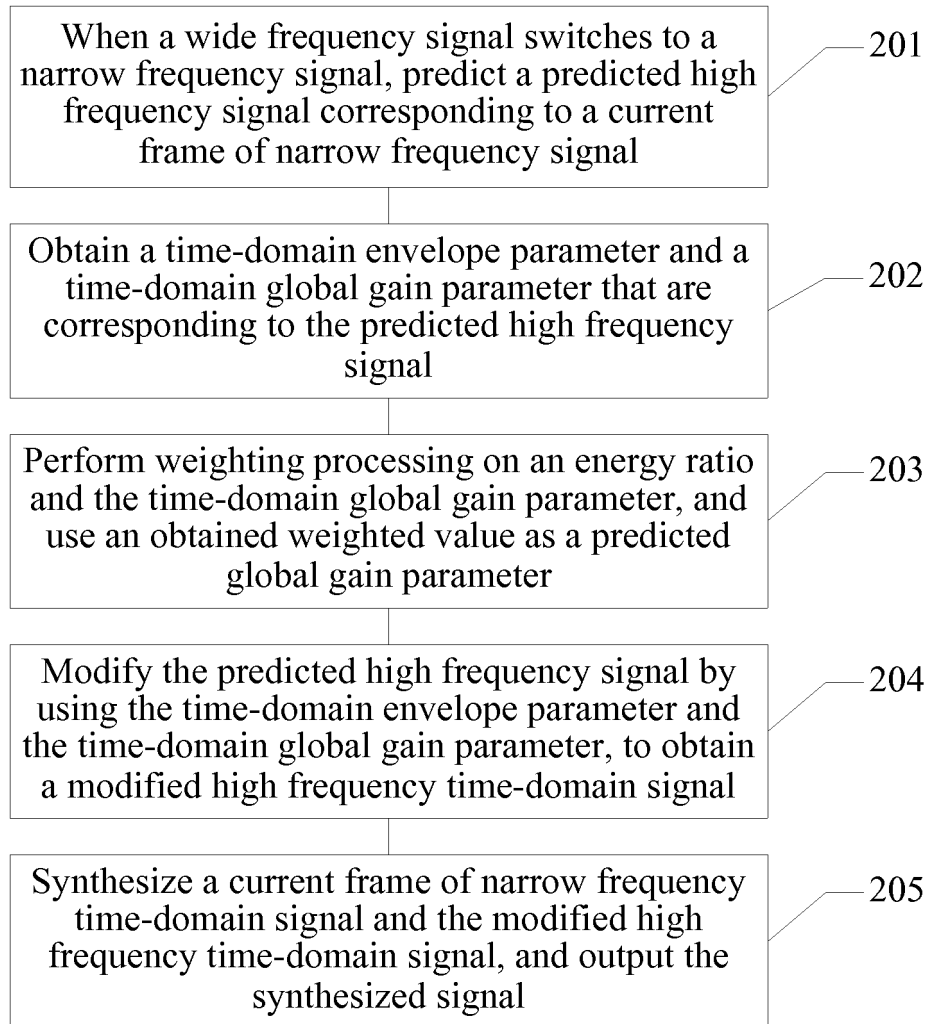 When a wide frequency signal switches to a
narrow frequency signal, predict a predicted high
frequency signal corresponding to a current
frame of narrow frequency signal
201
Obtain a time-domain envelope parameter and a
time-domain global gain parameter that are
corresponding to the predicted high frequency
signal
202
Perform weighting processing on an energy ratio
and the time-domain global gain parameter, and
use an obtained weighted value as a predicted
global gain parameter
203
Modify the predicted high frequency signal by
using the time-domain envelope parameter and
the time-domain global gain parameter, to obtain
a modified high frequency time-domain signal
204
Synthesize a current frame of narrow frequency
time-domain signal and the modified high
frequency time-domain signal, and output the
synthesized signal
205